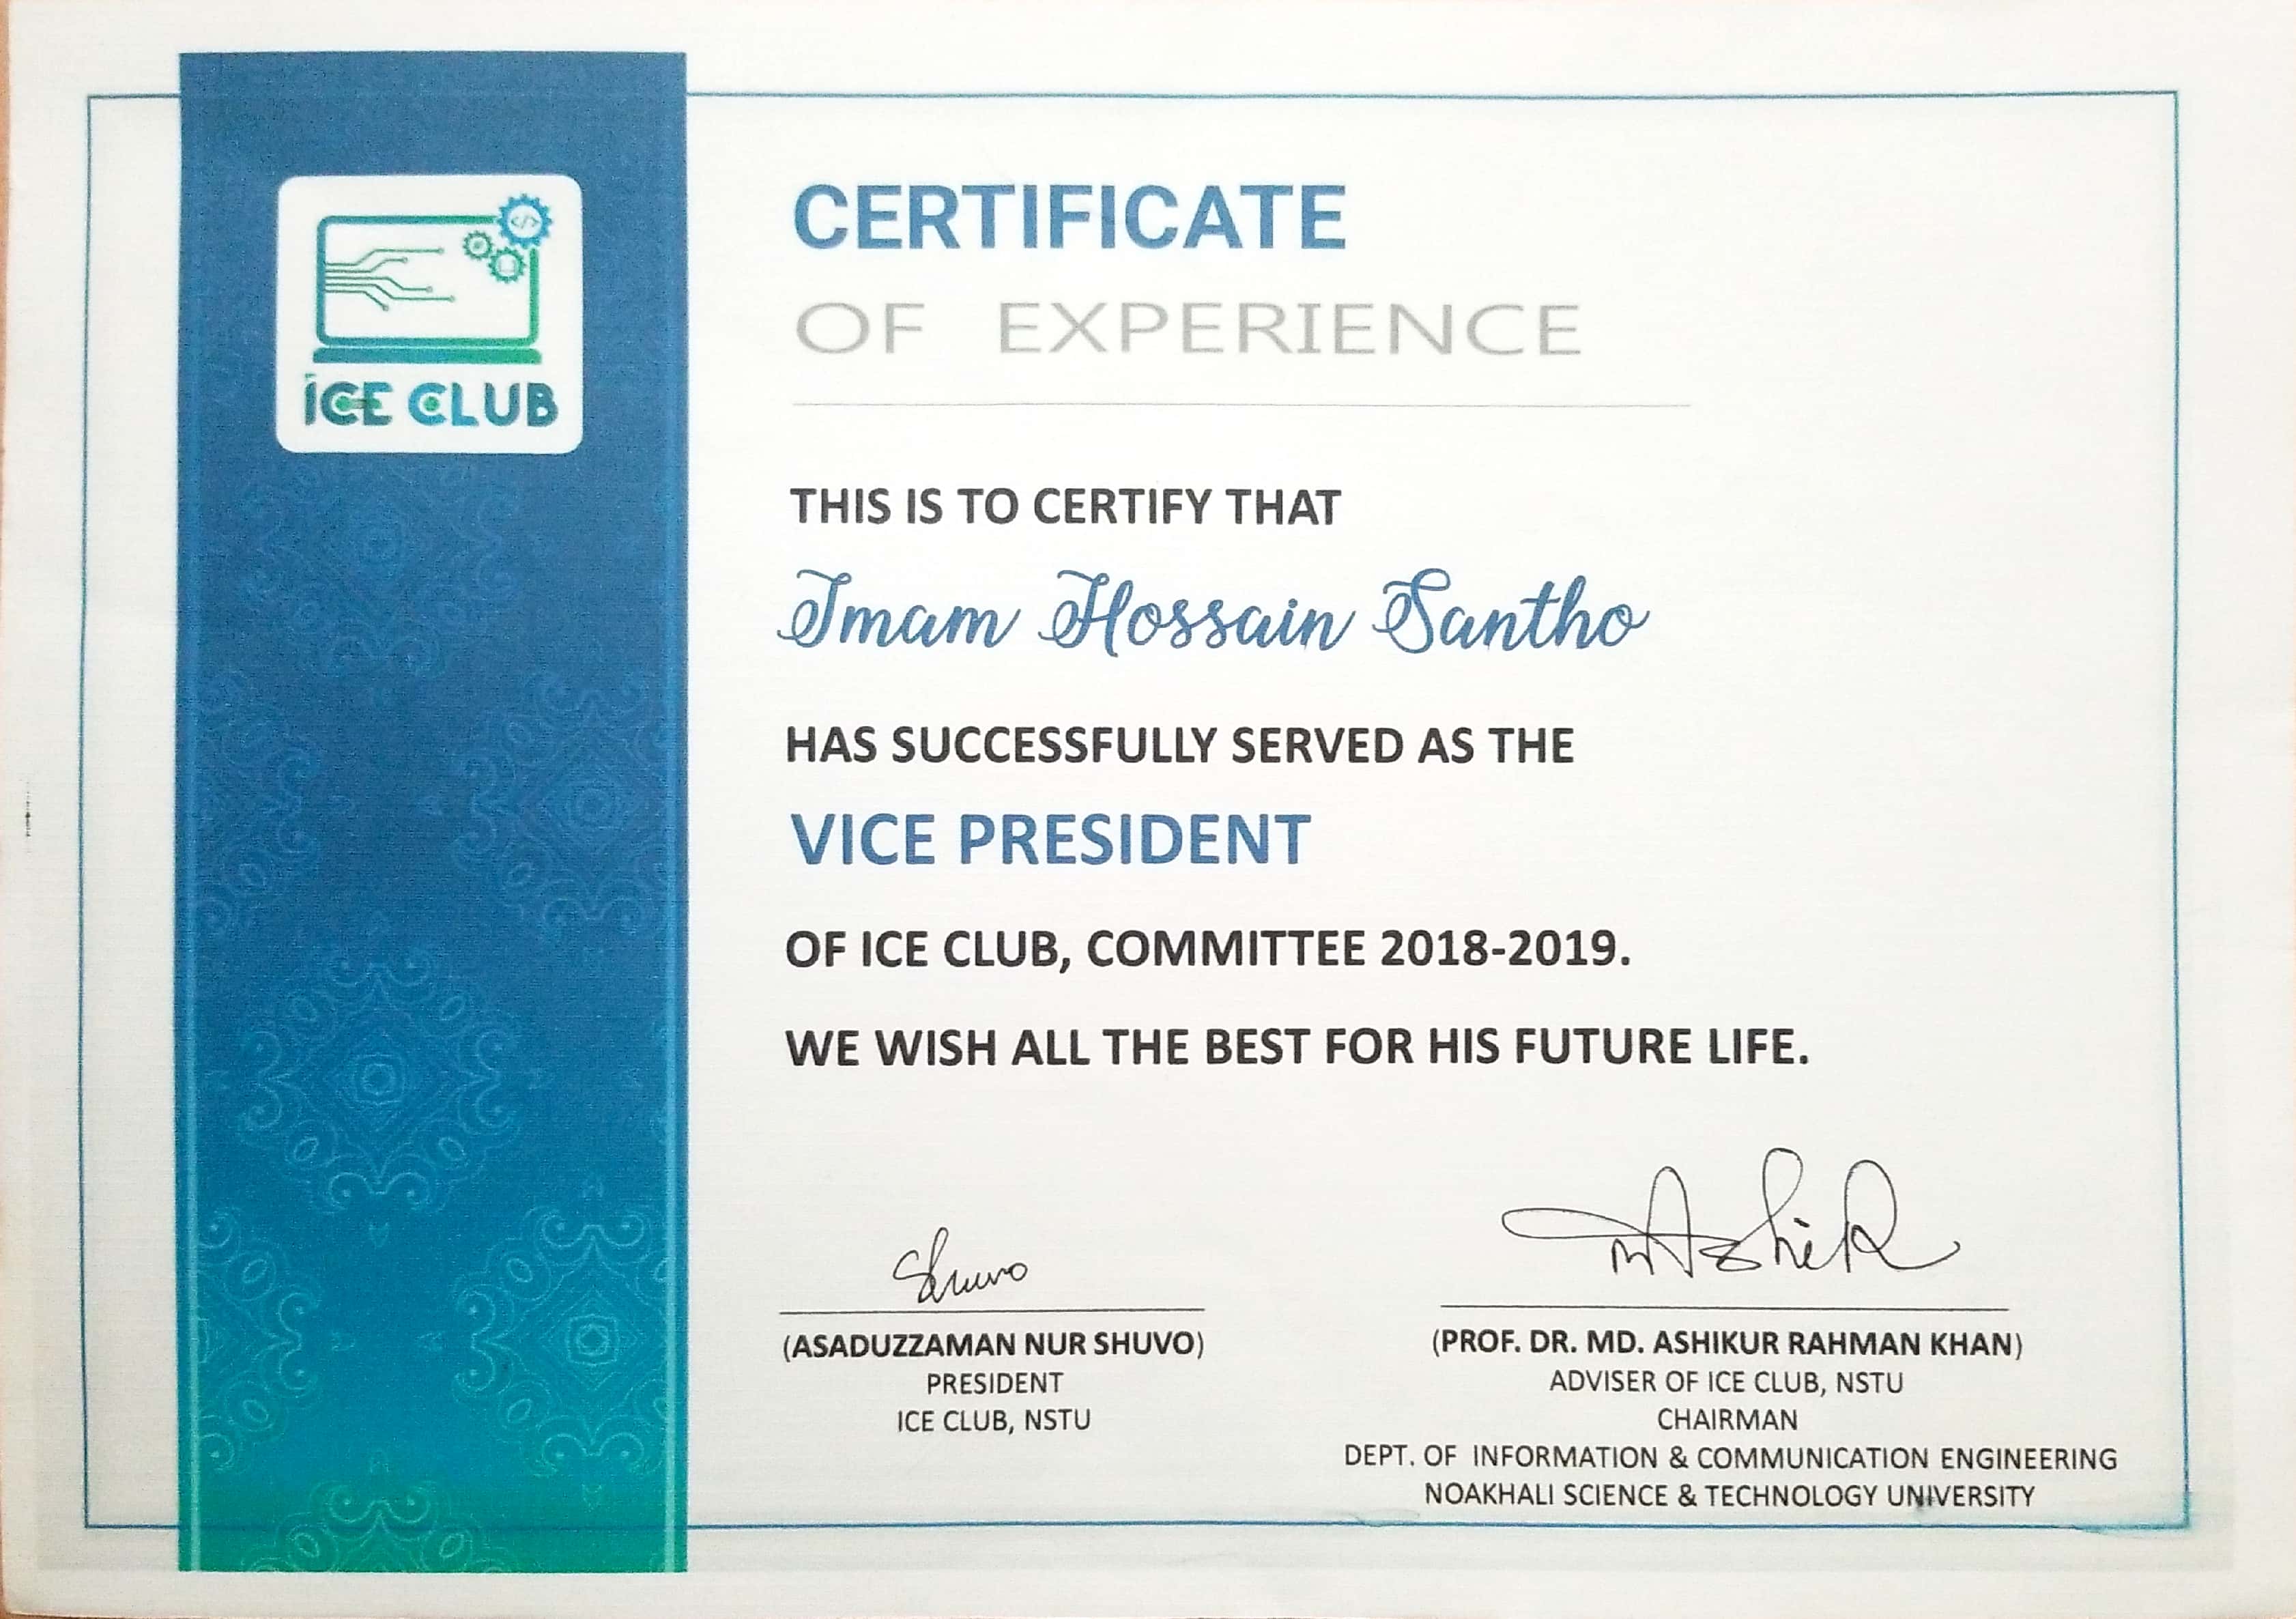 ICE CLUB
CERTIFICATE
OF EXPERIENCE
THIS IS TO CERTIFY THAT
Imam Hossain Santho
HAS SUCCESSFULLY SERVED AS THE
VICE PRESIDENT
OF ICE CLUB, COMMITTEE 2018-2019.
WE WISH ALL THE BEST FOR HIS FUTURE LIFE.
Shuvo
(ASADUZZAMAN NUR SHUVO)
PRESIDENT
ICE CLUB, NSTU
MAshik
(PROF. DR. MD. ASHIKUR RAHMAN KHAN)
ADVISER OF ICE CLUB, NSTU
CHAIRMAN
DEPT. OF INFORMATION & COMMUNICATION ENGINEERING
NOAKHALI SCIENCE & TECHNOLOGY UNIVERSITY